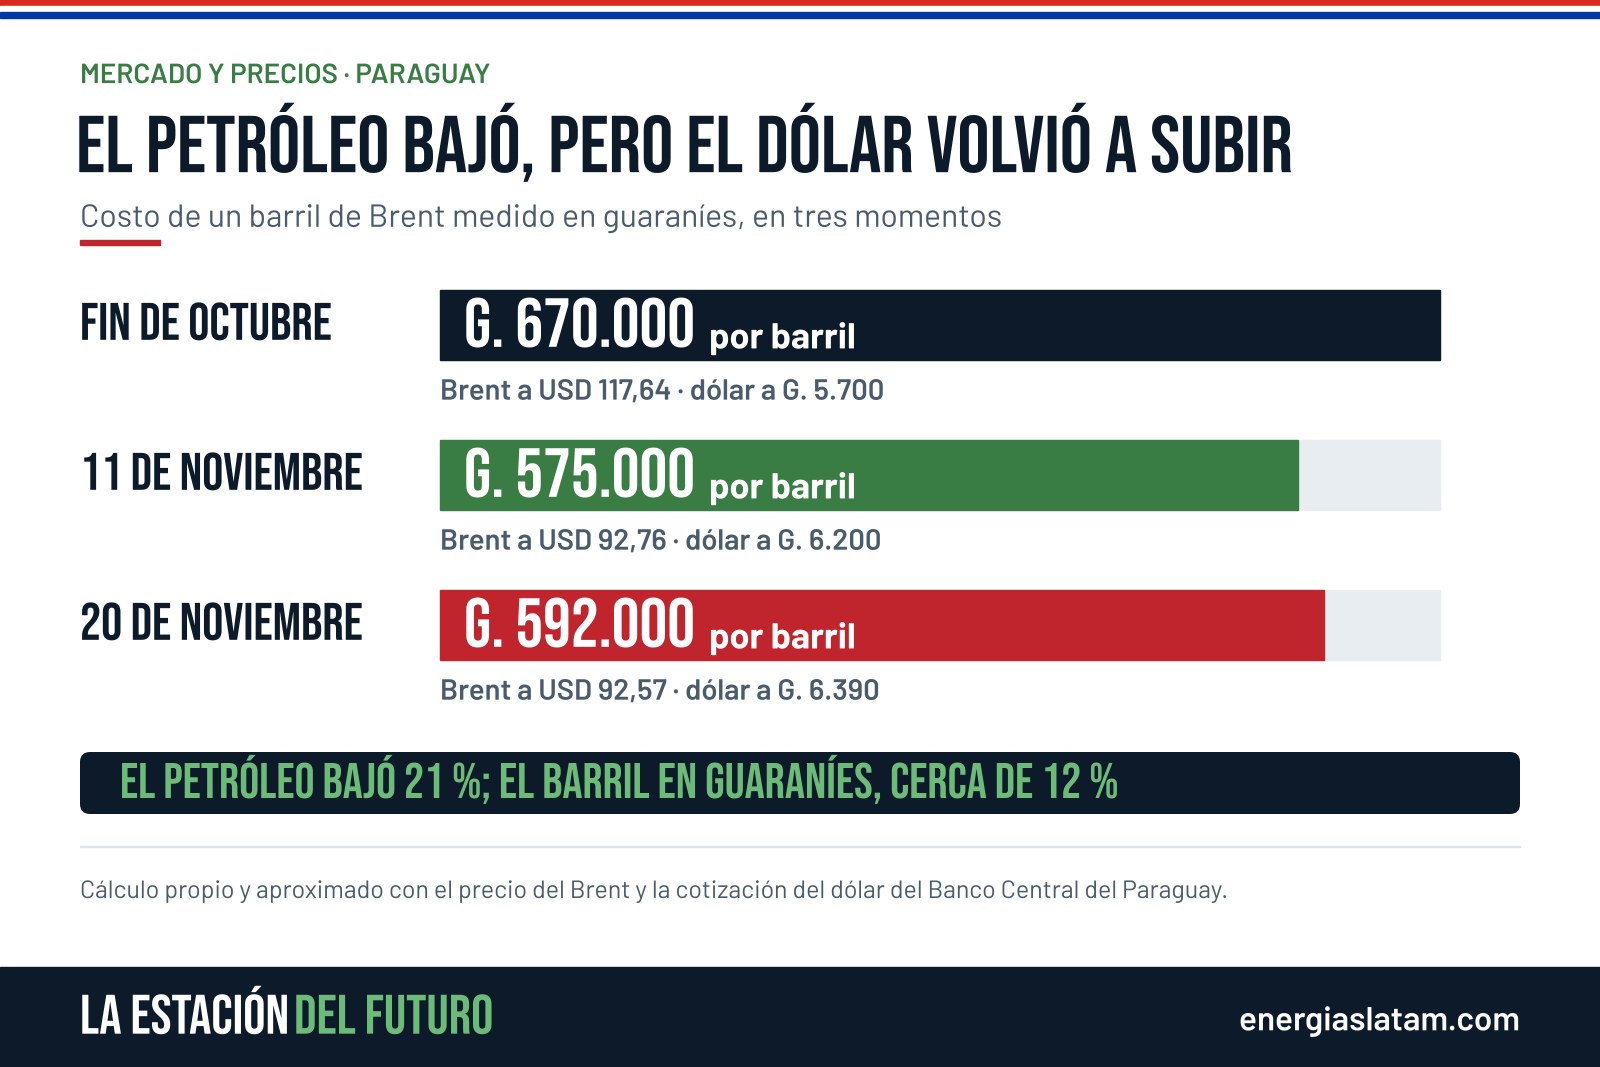 MERCADO Y PRECIOS · PARAGUAY
EL PETRÓLEO BAJÓ, PERO EL DÓLAR VOLVIÓ A SUBIR
Costo de un barril de Brent medido en guaraníes, en tres momentos
FIN DE OCTUBRE
G. 670.000 por barril
Brent a USD 117,64 · dólar a G. 5.700
11 DE NOVIEMBRE
G. 575.000 por barril
Brent a USD 92,76 · dólar a G. 6.200
20 DE NOVIEMBRE
G. 592.000 por barril
Brent a USD 92,57 · dólar a G. 6.390
EL PETRÓLEO BAJÓ 21 %; EL BARRIL EN GUARANÍES, CERCA DE 12 %
Cálculo propio y aproximado con el precio del Brent y la cotización del dólar del Banco Central del Paraguay.
LA ESTACIÓN DEL FUTURO
energiaslatam.com